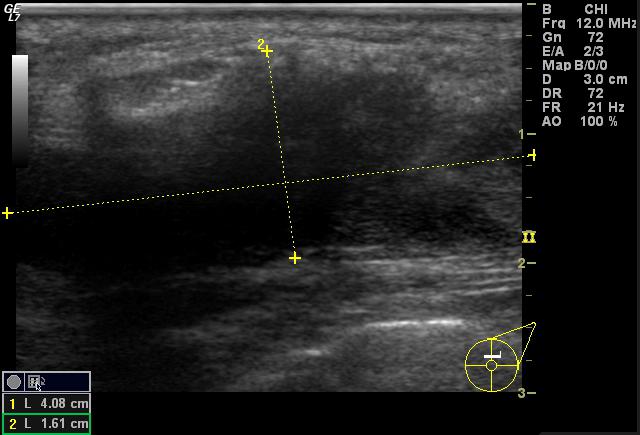 GE
L7
B CHI
Frq 12.0 MHz
Gn 72
E/A 2/3
Map B/0/0
D 3.0 cm
DR 72
FR 21 Hz
AO 100 %
2
1
2
3
1 L 4.08 cm
2 L 1.61 cm